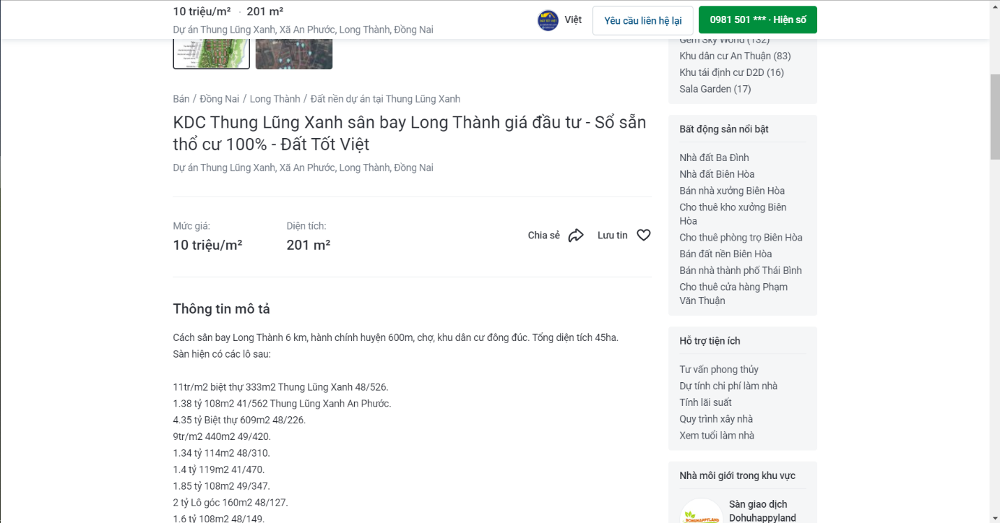 10 triệu/m² · 201 m²
Dự án Thung Lũng Xanh, Xã An Phước, Long Thành, Đồng Nai
ĐẤT TỐT VIỆT
Việt
Yêu cầu liên hệ lại
0981 501 *** · Hiện số
Bán / Đồng Nai / Long Thành / Đất nền dự án tại Thung Lũng Xanh
KDC Thung Lũng Xanh sân bay Long Thành giá đầu tư - Sổ sẵn
thổ cư 100% - Đất Tốt Việt
Dự án Thung Lũng Xanh, Xã An Phước, Long Thành, Đồng Nai
Mức giá:
10 triệu/m²
Diện tích:
201 m²
Chia sẻ
Lưu tin
Thông tin mô tả
Cách sân bay Long Thành 6 km, hành chính huyện 600m, chợ, khu dân cư đông đúc. Tổng diện tích 45ha.
Sàn hiện có các lô sau:
11tr/m2 biệt thự 333m2 Thung Lũng Xanh 48/526.
1.38 tỷ 108m2 41/562 Thung Lũng Xanh An Phước.
4.35 tỷ Biệt thự 609m2 48/226.
9tr/m2 440m2 49/420.
1.34 tỷ 114m2 48/310.
1.4 tỷ 119m2 41/470.
1.85 tỷ 108m2 49/347.
2 tỷ Lô góc 160m2 48/127.
1.6 tỷ 108m2 48/149.
Gem Sky World (132)
Khu dân cư An Thuận (83)
Khu tái định cư D2D (16)
Sala Garden (17)
Bất động sản nổi bật
Nhà đất Ba Đình
Nhà đất Biên Hòa
Bán nhà xưởng Biên Hòa
Cho thuê kho xưởng Biên
Hòa
Cho thuê phòng trọ Biên Hòa
Bán đất nền Biên Hòa
Bán nhà thành phố Thái Bình
Cho thuê cửa hàng Phạm
Văn Thuận
Hỗ trợ tiện ích
Tư vấn phong thủy
Dự tính chi phí làm nhà
Tính lãi suất
Quy trình xây nhà
Xem tuổi làm nhà
Nhà môi giới trong khu vực
DOHUHAPPYLAND
Sàn giao dịch
Dohuhappyland